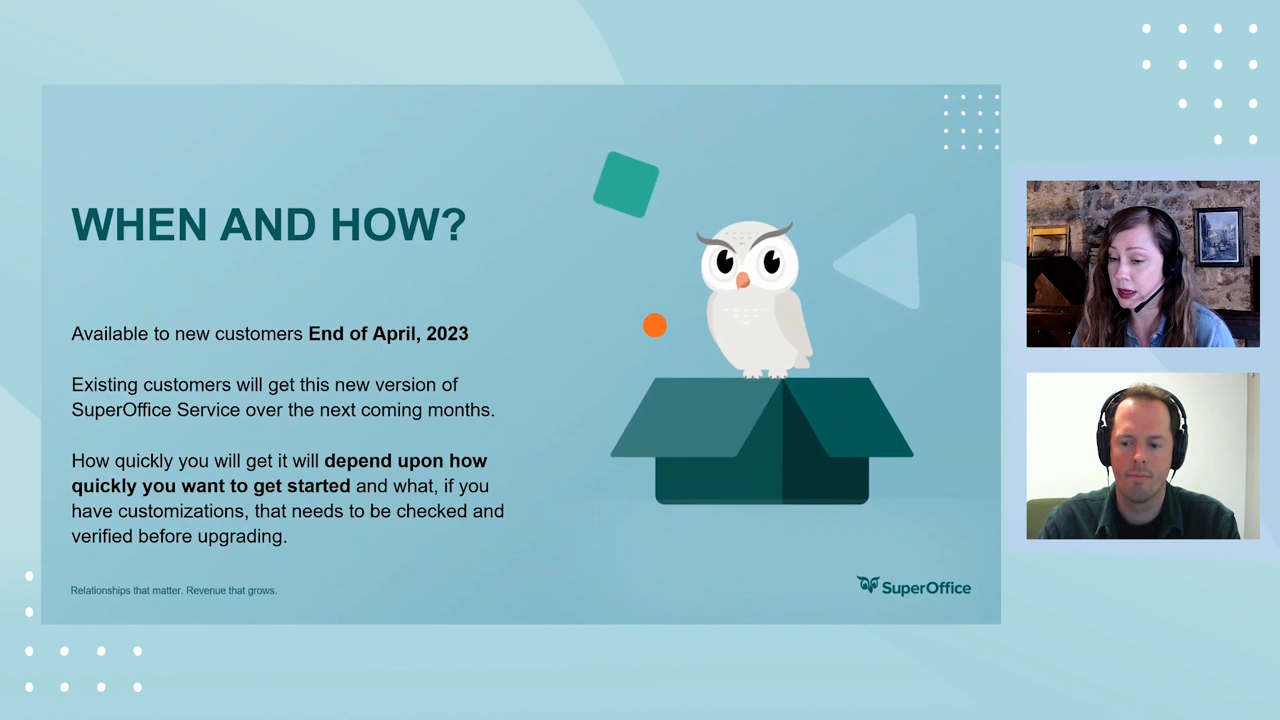 WHEN AND HOW?
Available to new customers End of April, 2023
Existing customers will get this new version of
SuperOffice Service over the next coming months.
How quickly you will get it will depend upon how
quickly you want to get started and what, if you
have customizations, that needs to be checked and
verified before upgrading.
Relationships that matter. Revenue that grows.
SuperOffice